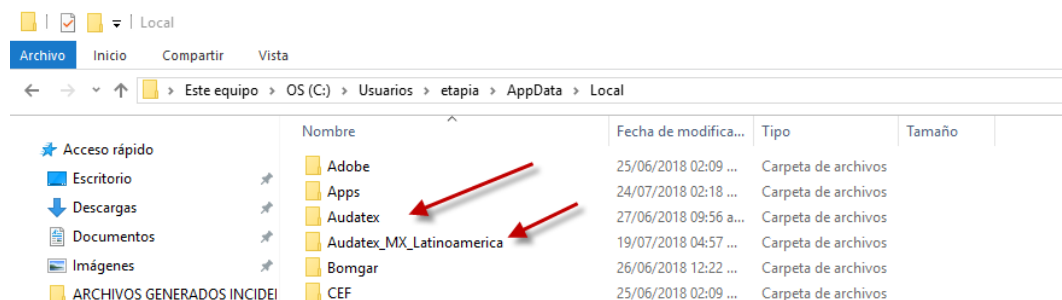 Local
Archivo Inicio Compartir Vista
Este equipo > OS (C:) > Usuarios > etapia > AppData > Local
Nombre Fecha de modifica... Tipo Tamaño
Acceso rápido
Adobe 25/06/2018 02:09 ... Carpeta de archivos
Escritorio
Apps 24/07/2018 02:18 ... Carpeta de archivos
Descargas
Audatex 27/06/2018 09:56 a... Carpeta de archivos
Documentos
Audatex_MX_Latinoamerica 19/07/2018 04:57 ... Carpeta de archivos
Imágenes
Bomgar 26/06/2018 12:22 ... Carpeta de archivos
ARCHIVOS GENERADOS INCIDE
CEF 25/06/2018 02:09 ... Carpeta de archivos